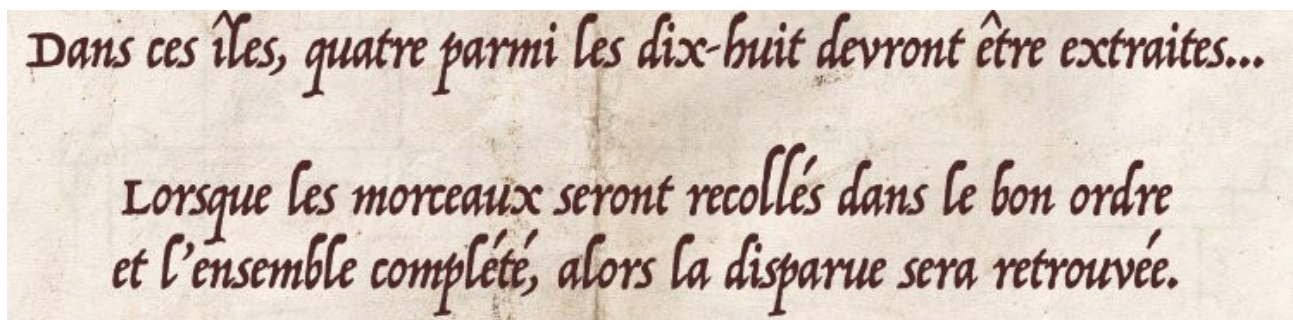 Dans ces îles, quatre parmi les dix-huit devront être extraites...
Lorsque les morceaux seront recollés dans le bon ordre
et l'ensemble complété, alors la disparue sera retrouvée.